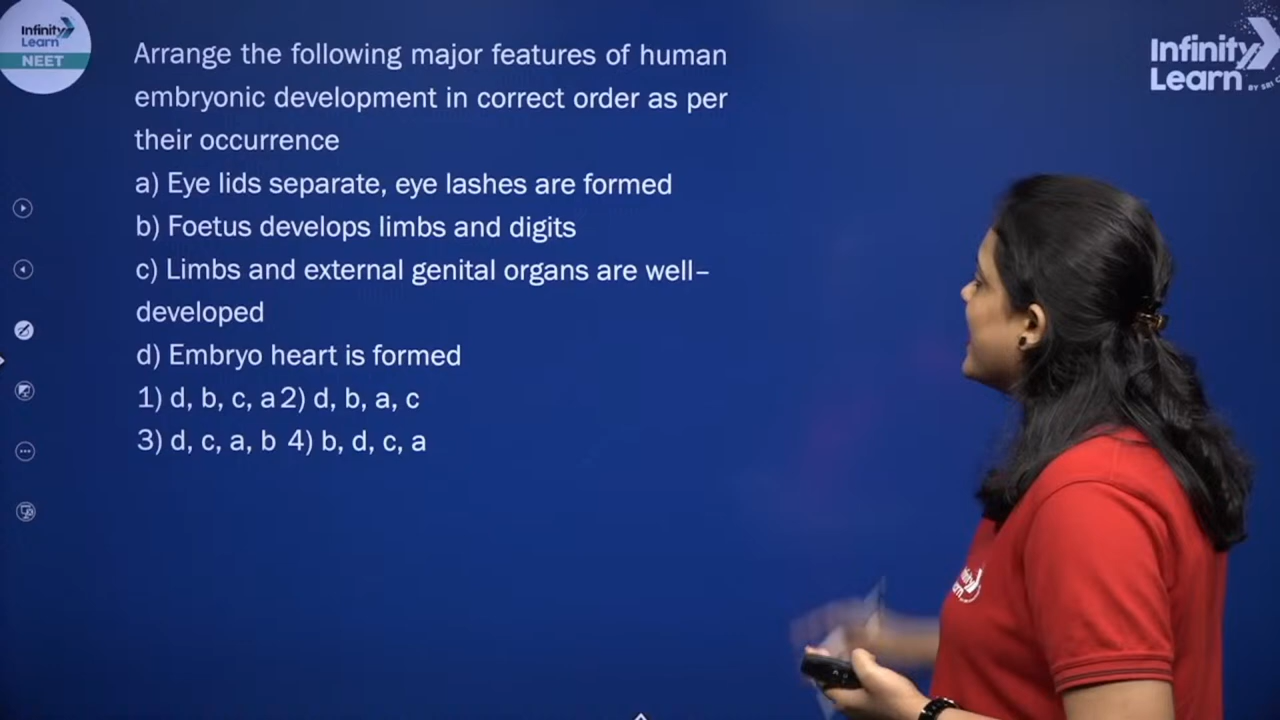 Infinity
Learn
NEET
Infinity
Learn
BY SRI C
Arrange the following major features of human
embryonic development in correct order as per
their occurrence
a) Eye lids separate, eye lashes are formed
b) Foetus develops limbs and digits
c) Limbs and external genital organs are well–
developed
d) Embryo heart is formed
1) d, b, c, a 2) d, b, a, c
3) d, c, a, b 4) b, d, c, a